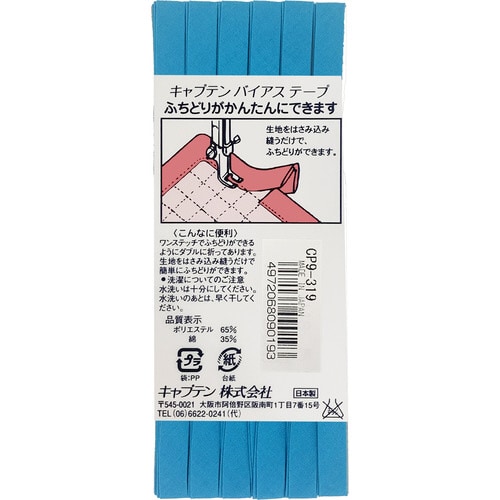 キャプテン バイアス テープ
ふちどりがかんたんにできます
生地をはさみ込み
縫うだけで、
ふちどりができます。
〈こんなに便利〉
ワンステッチでふちどりができる
ようにダブルに折ってあります。
生地をはさみ込み縫うだけで
簡単にふちどりができます。
●洗濯についてのご注意
水洗いは十分にしてください。
水洗いのあとは、早く干してく
ださい。
品質表示
ポリエステル 65%
綿 35%
プラ
袋:PP
紙
台紙
CP9-319
MADE IN JAPAN
4972068090193
キャプテン 株式会社
日本製
〒545-0021 大阪市阿倍野区阪南町1丁目7番15号
TEL (06)6622-0241(代)